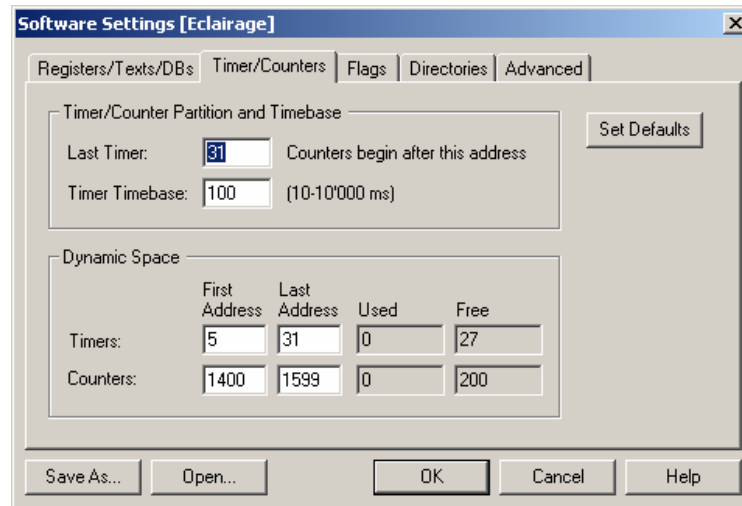 Software Settings [Eclairage]
Registers/Texts/DBs Timer/Counters Flags Directories Advanced
Timer/Counter Partition and Timebase
Set Defaults
Last Timer: 31 Counters begin after this address
Timer Timebase: 100 (10-10'000 ms)
Dynamic Space
First Address Last Address Used Free
Timers: 5 31 0 27
Counters: 1400 1599 0 200
Save As... Open... OK Cancel Help